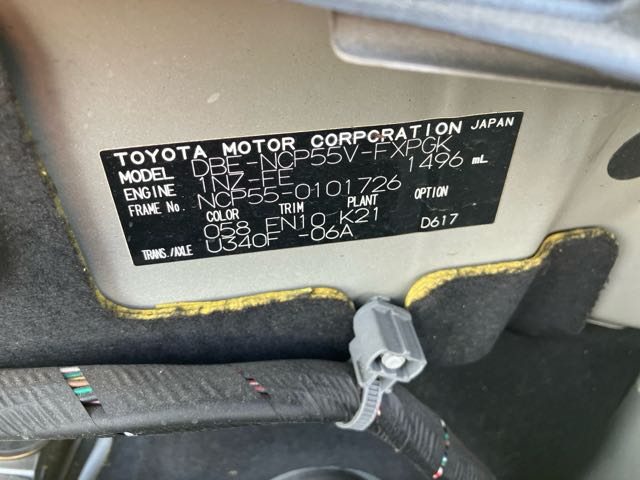 TOYOTA MOTOR CORPORATION JAPAN
MODEL DBE-NCP55V-FXPGK
ENGINE 1NZ-FE 1496 mL
FRAME No. NCP55-0101726
COLOR TRIM PLANT
058 EN10 K21
TRANS./AXLE U340F -06A D617